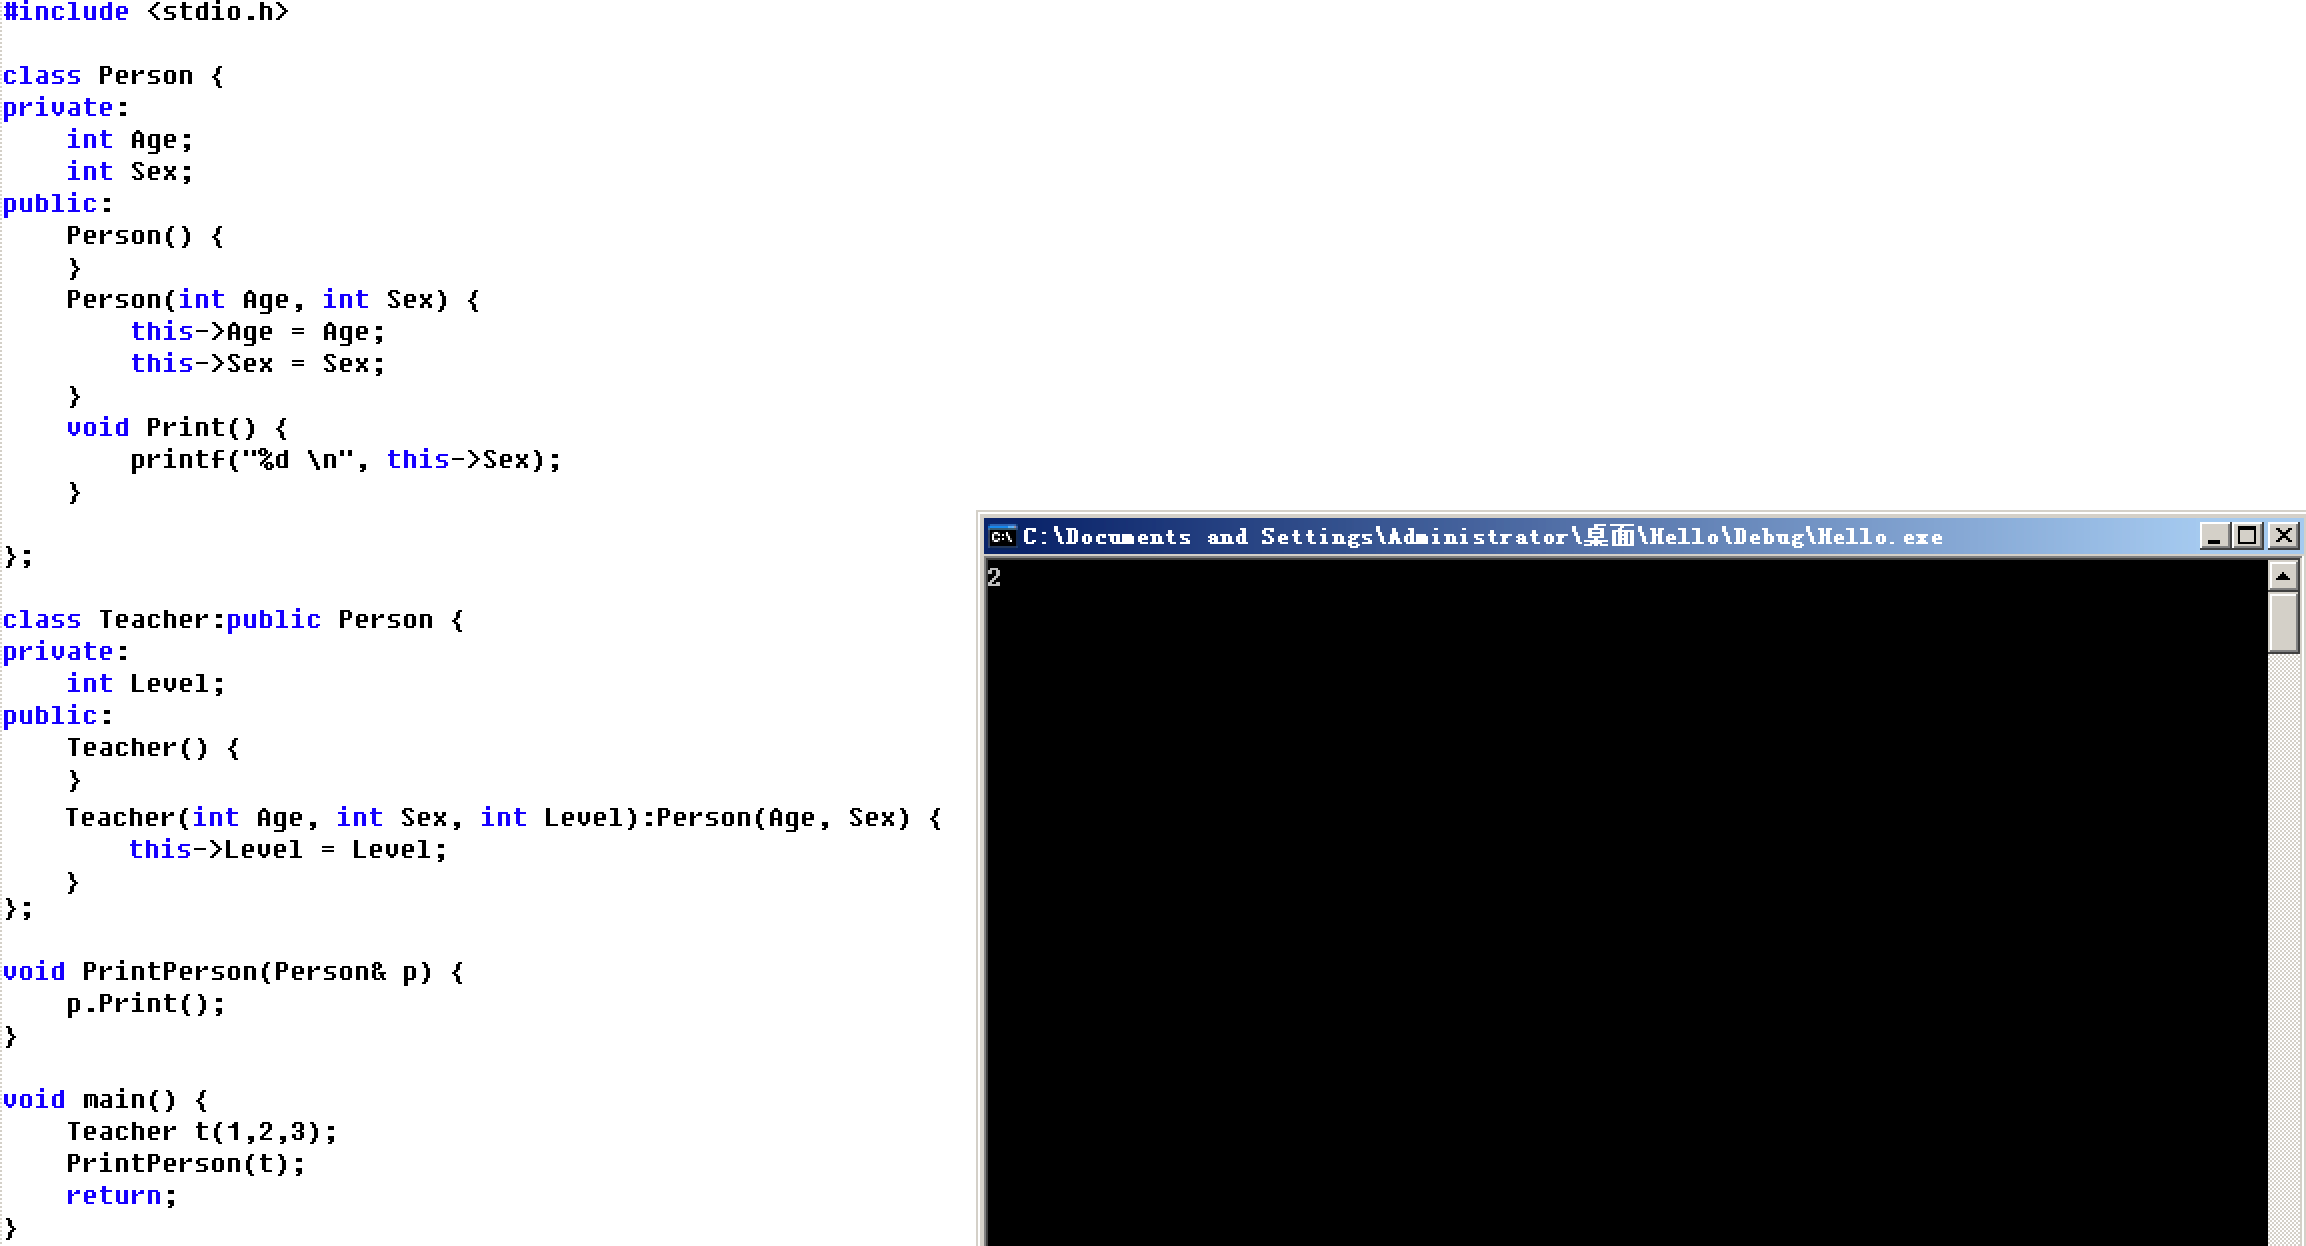 #include <stdio.h>
class Person {
private:
    int Age;
    int Sex;
public:
    Person() {
    }
    Person(int Age, int Sex) {
        this->Age = Age;
        this->Sex = Sex;
    }
    void Print() {
        printf("%d \n", this->Sex);
    }
};
class Teacher:public Person {
private:
    int Level;
public:
    Teacher() {
    }
    Teacher(int Age, int Sex, int Level):Person(Age, Sex) {
        this->Level = Level;
    }
};
void PrintPerson(Person& p) {
    p.Print();
}
void main() {
    Teacher t(1,2,3);
    PrintPerson(t);
    return;
}
C:\ C:\Documents and Settings\Administrator\桌面\Hello\Debug\Hello.exe
2